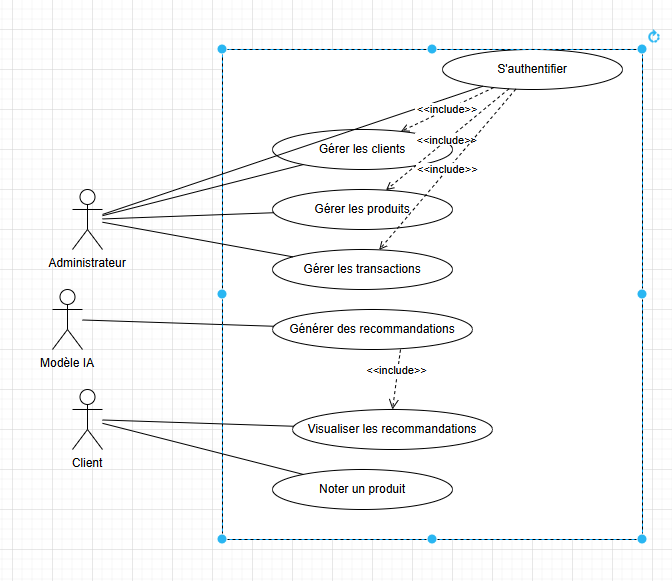 S'authentifier
<<include>>
<<include>>
Gérer les clients
<<include>>
Gérer les produits
Administrateur
Gérer les transactions
Générer des recommandations
Modèle IA
<<include>>
Visualiser les recommandations
Client
Noter un produit